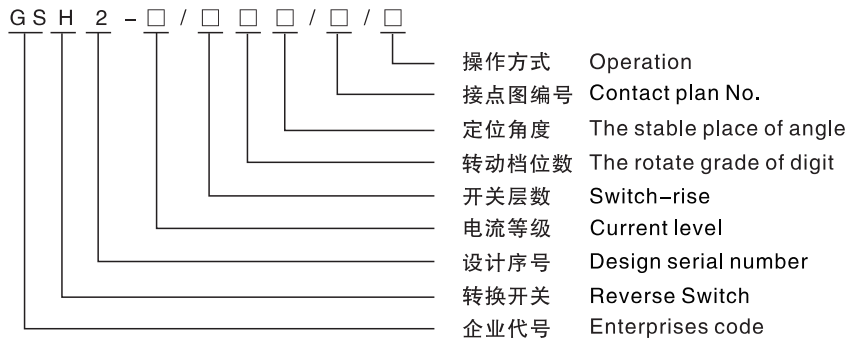 GSH2-□/□□□/□/□
操作方式 Operation
接点图编号 Contact plan No.
定位角度 The stable place of angle
转动档位数 The rotate grade of digit
开关层数 Switch-rise
电流等级 Current level
设计序号 Design serial number
转换开关 Reverse Switch
企业代号 Enterprises code